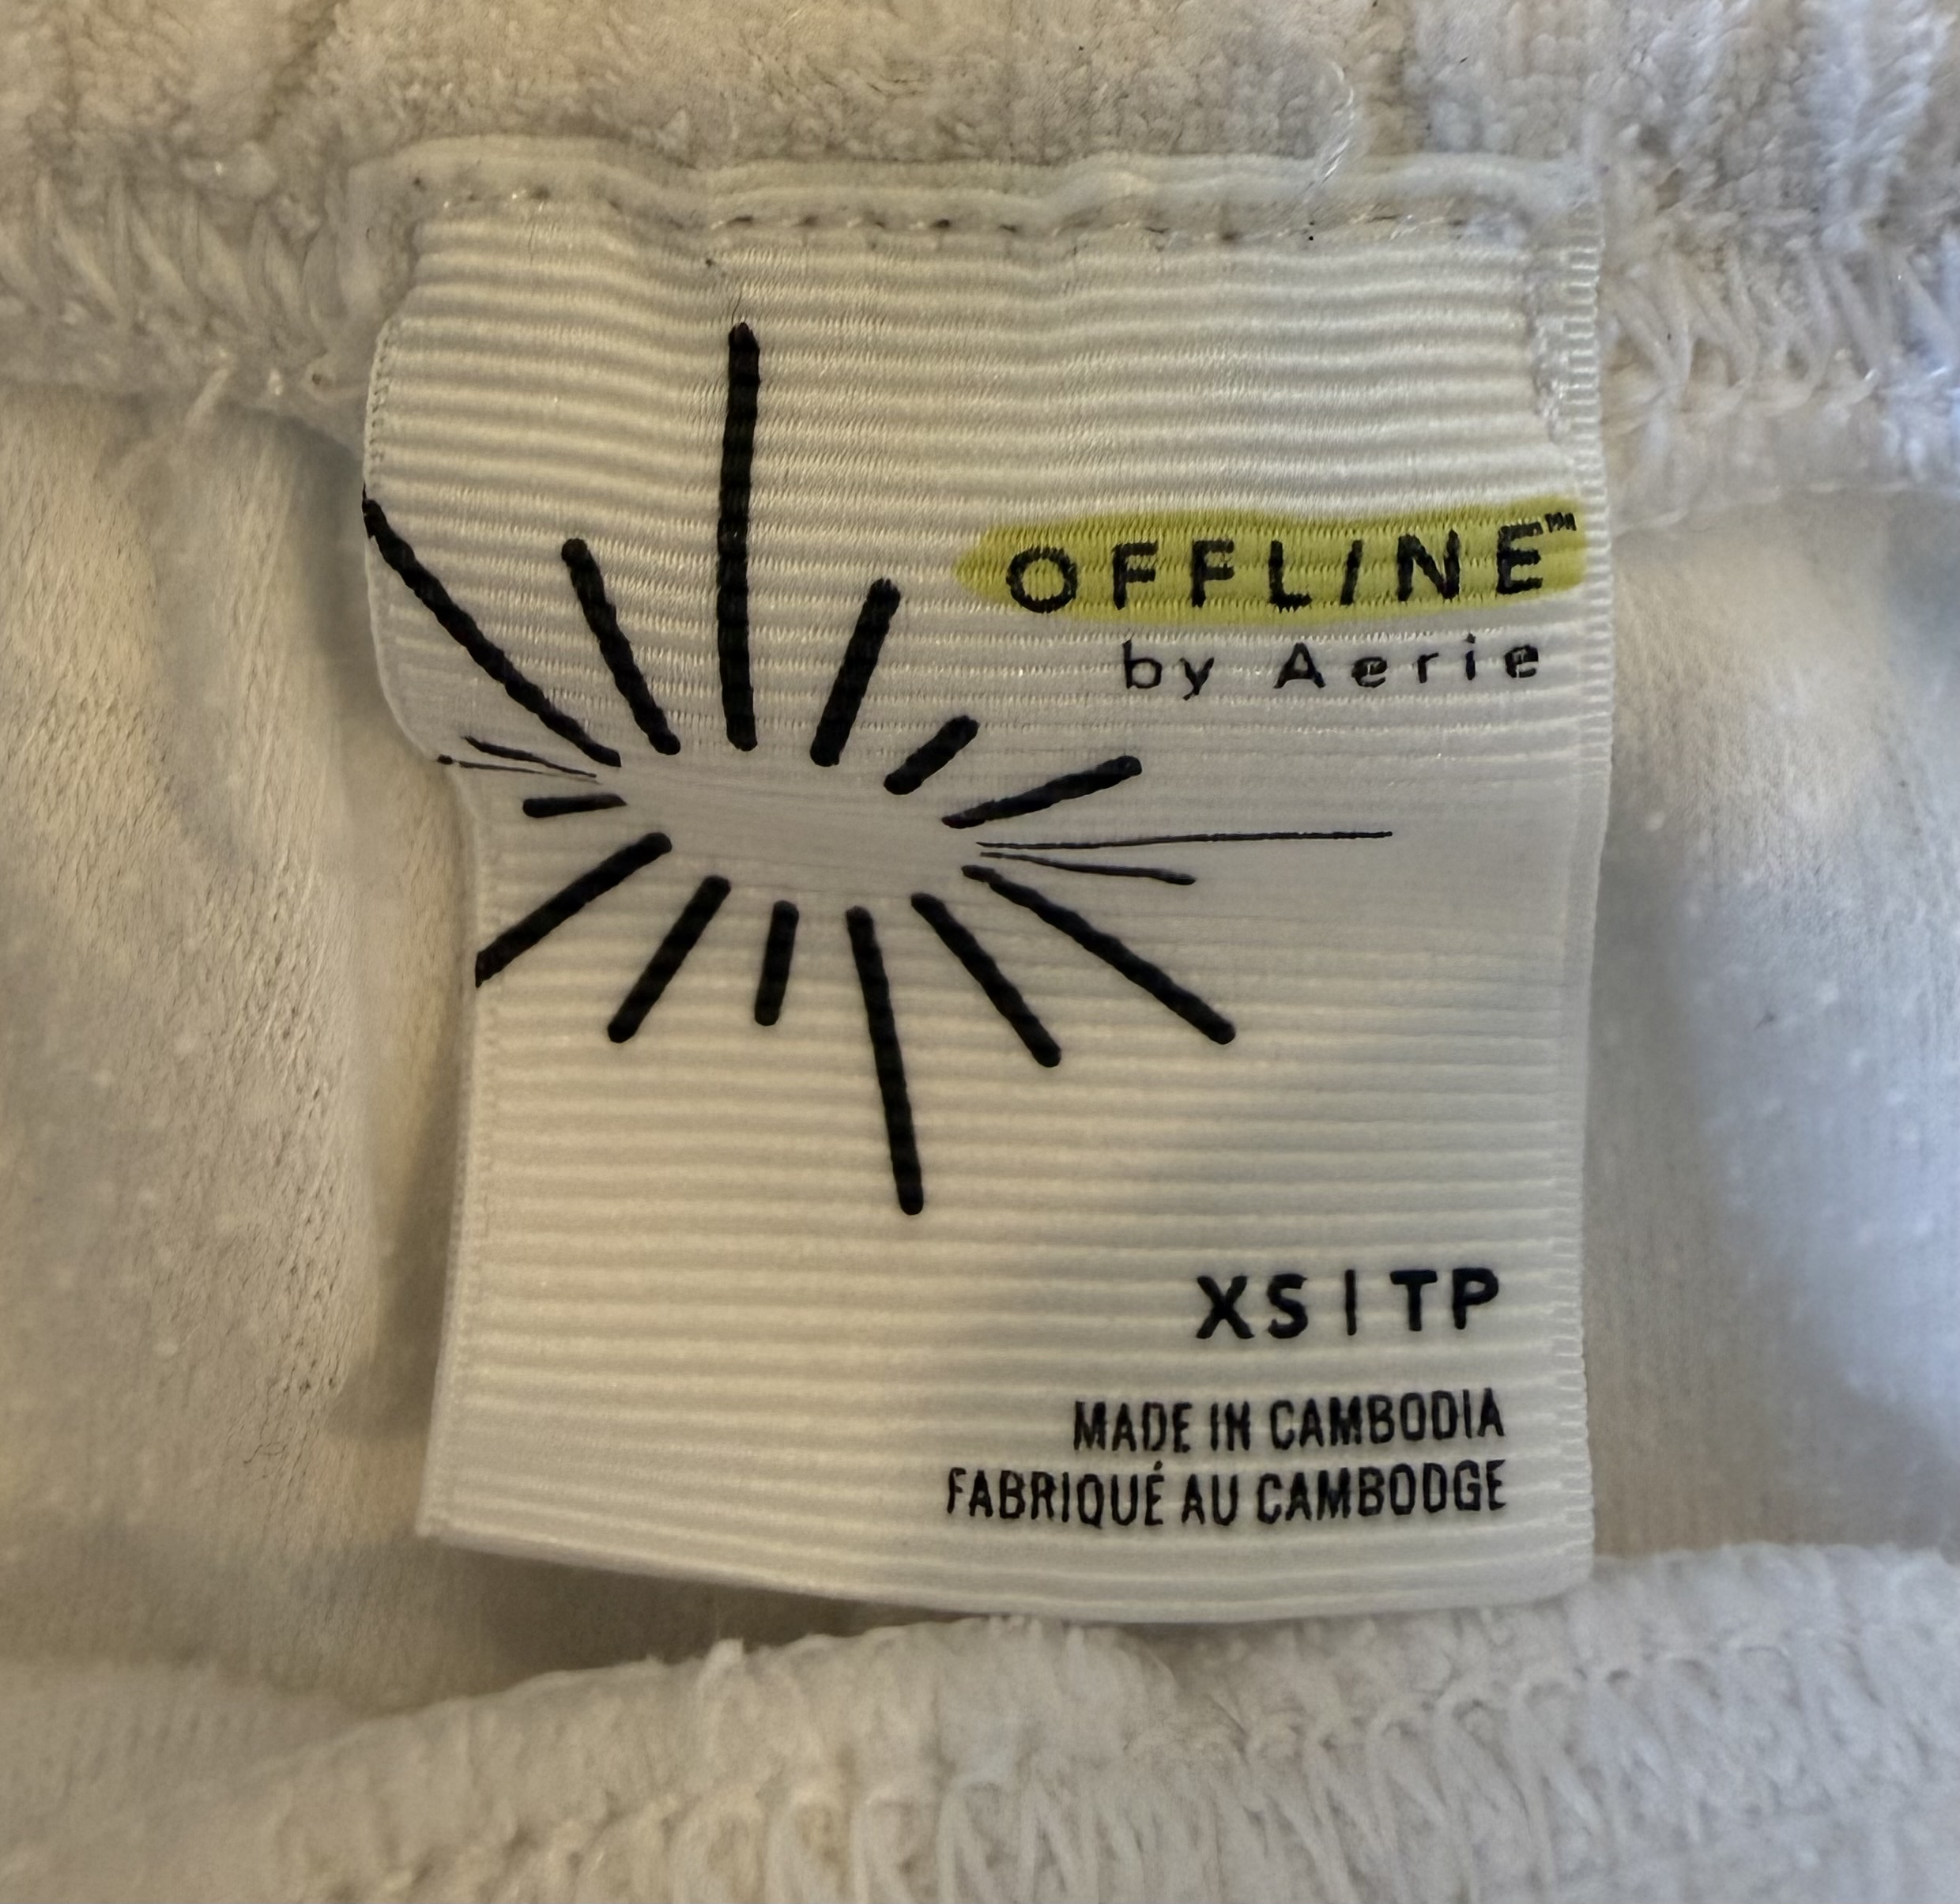 OFFLINE™
by Aerie
XS | TP
MADE IN CAMBODIA
FABRIQUÉ AU CAMBODGE